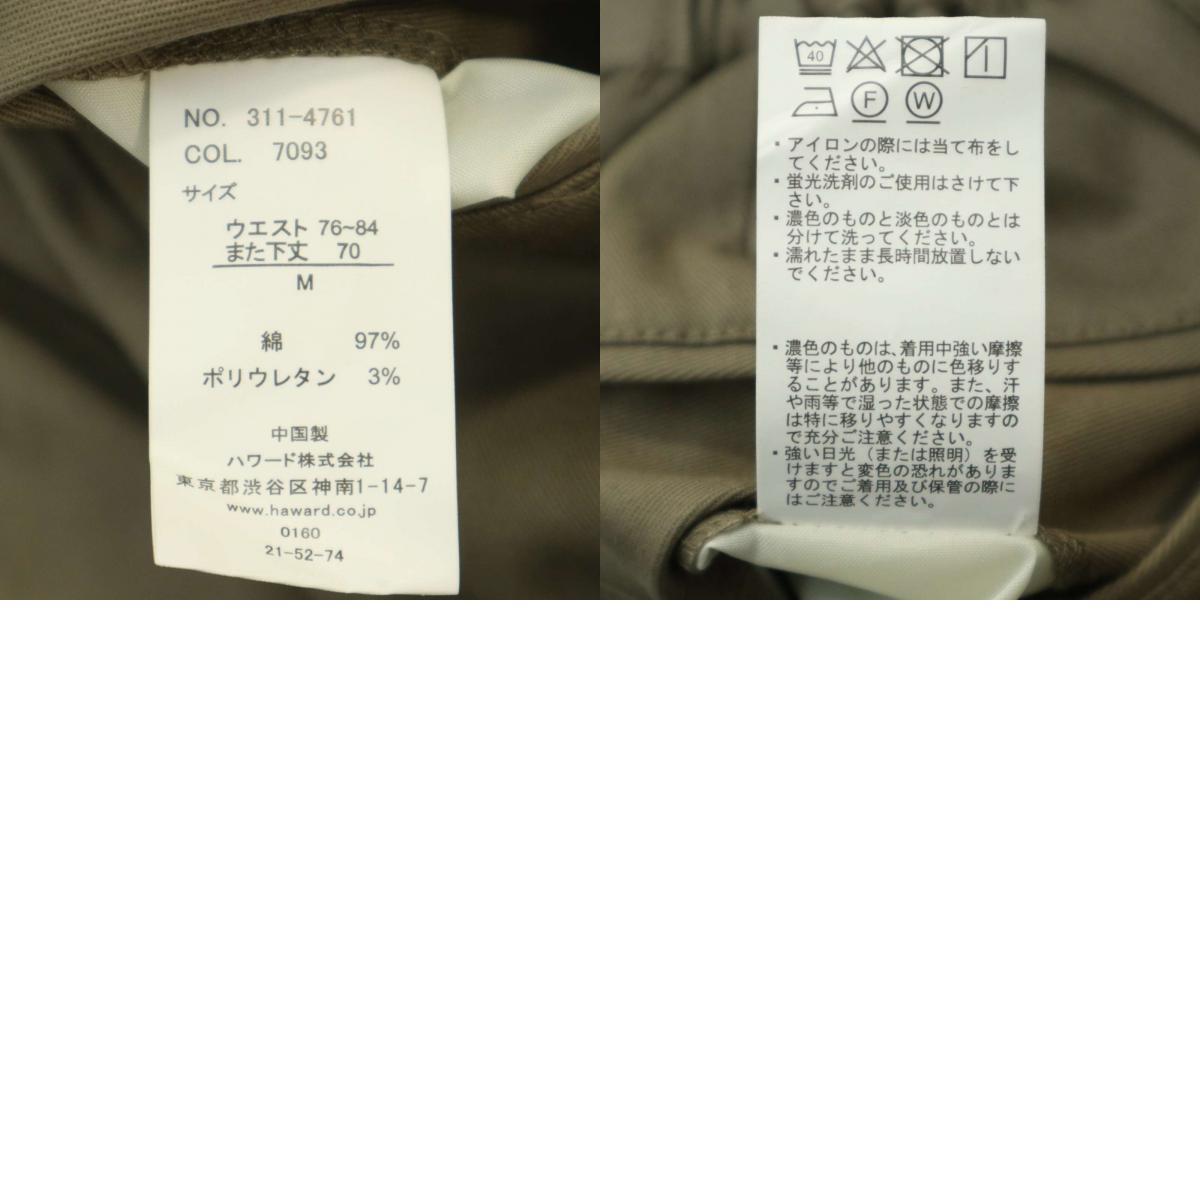 NO. 311-4761
COL. 7093
サイズ
ウエスト 76~84
また下丈 70
M
綿 97%
ポリウレタン 3%
中国製
ハワード株式会社
東京都渋谷区神南1-14-7
www.haward.co.jp
0160
21-52-74
40
F W
・アイロンの際には当て布をし
てください。
・蛍光洗剤のご使用はさけて下
さい。
・濃色のものと淡色のものとは
分けて洗ってください。
・濡れたまま長時間放置しない
でください。
・濃色のものは、着用中強い摩擦
等により他のものに色移りす
ることがあります。また、汗
や雨等で湿った状態での摩擦
は特に移りやすくなりますの
で充分ご注意ください。
・強い日光（または照明）を受
けますと変色の恐れがありま
すのでご着用及び保管の際に
はご注意ください。